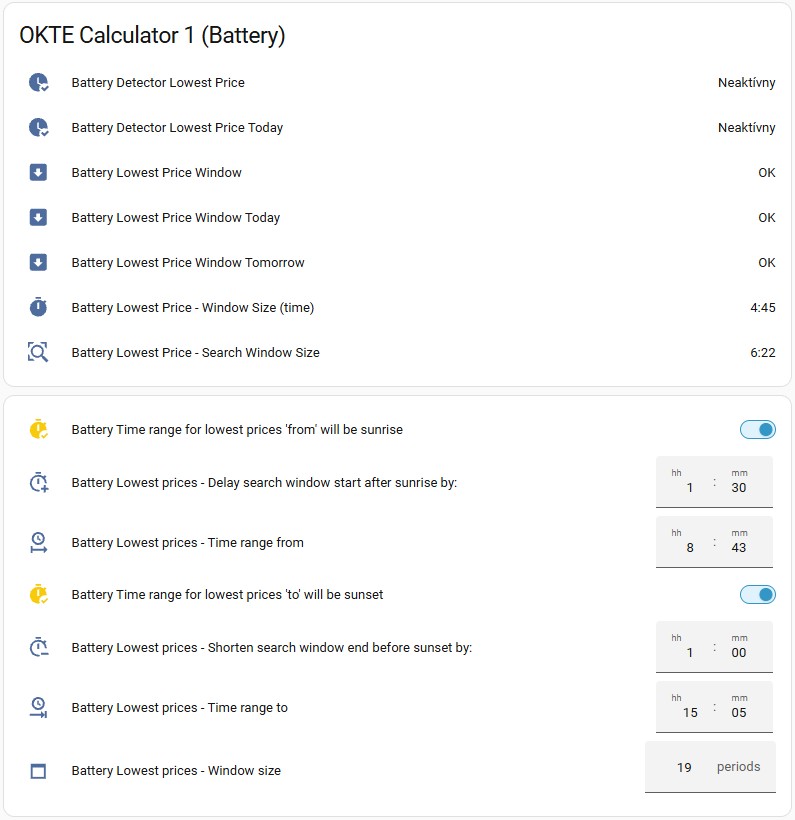 OKTE Calculator 1 (Battery)
Battery Detector Lowest Price Neaktívny
Battery Detector Lowest Price Today Neaktívny
Battery Lowest Price Window OK
Battery Lowest Price Window Today OK
Battery Lowest Price Window Tomorrow OK
Battery Lowest Price - Window Size (time) 4:45
Battery Lowest Price - Search Window Size 6:22
Battery Time range for lowest prices 'from' will be sunrise
hh mm
Battery Lowest prices - Delay search window start after sunrise by: 1 : 30
hh mm
Battery Lowest prices - Time range from 8 : 43
Battery Time range for lowest prices 'to' will be sunset
hh mm
Battery Lowest prices - Shorten search window end before sunset by: 1 : 00
hh mm
Battery Lowest prices - Time range to 15 : 05
Battery Lowest prices - Window size 19 periods